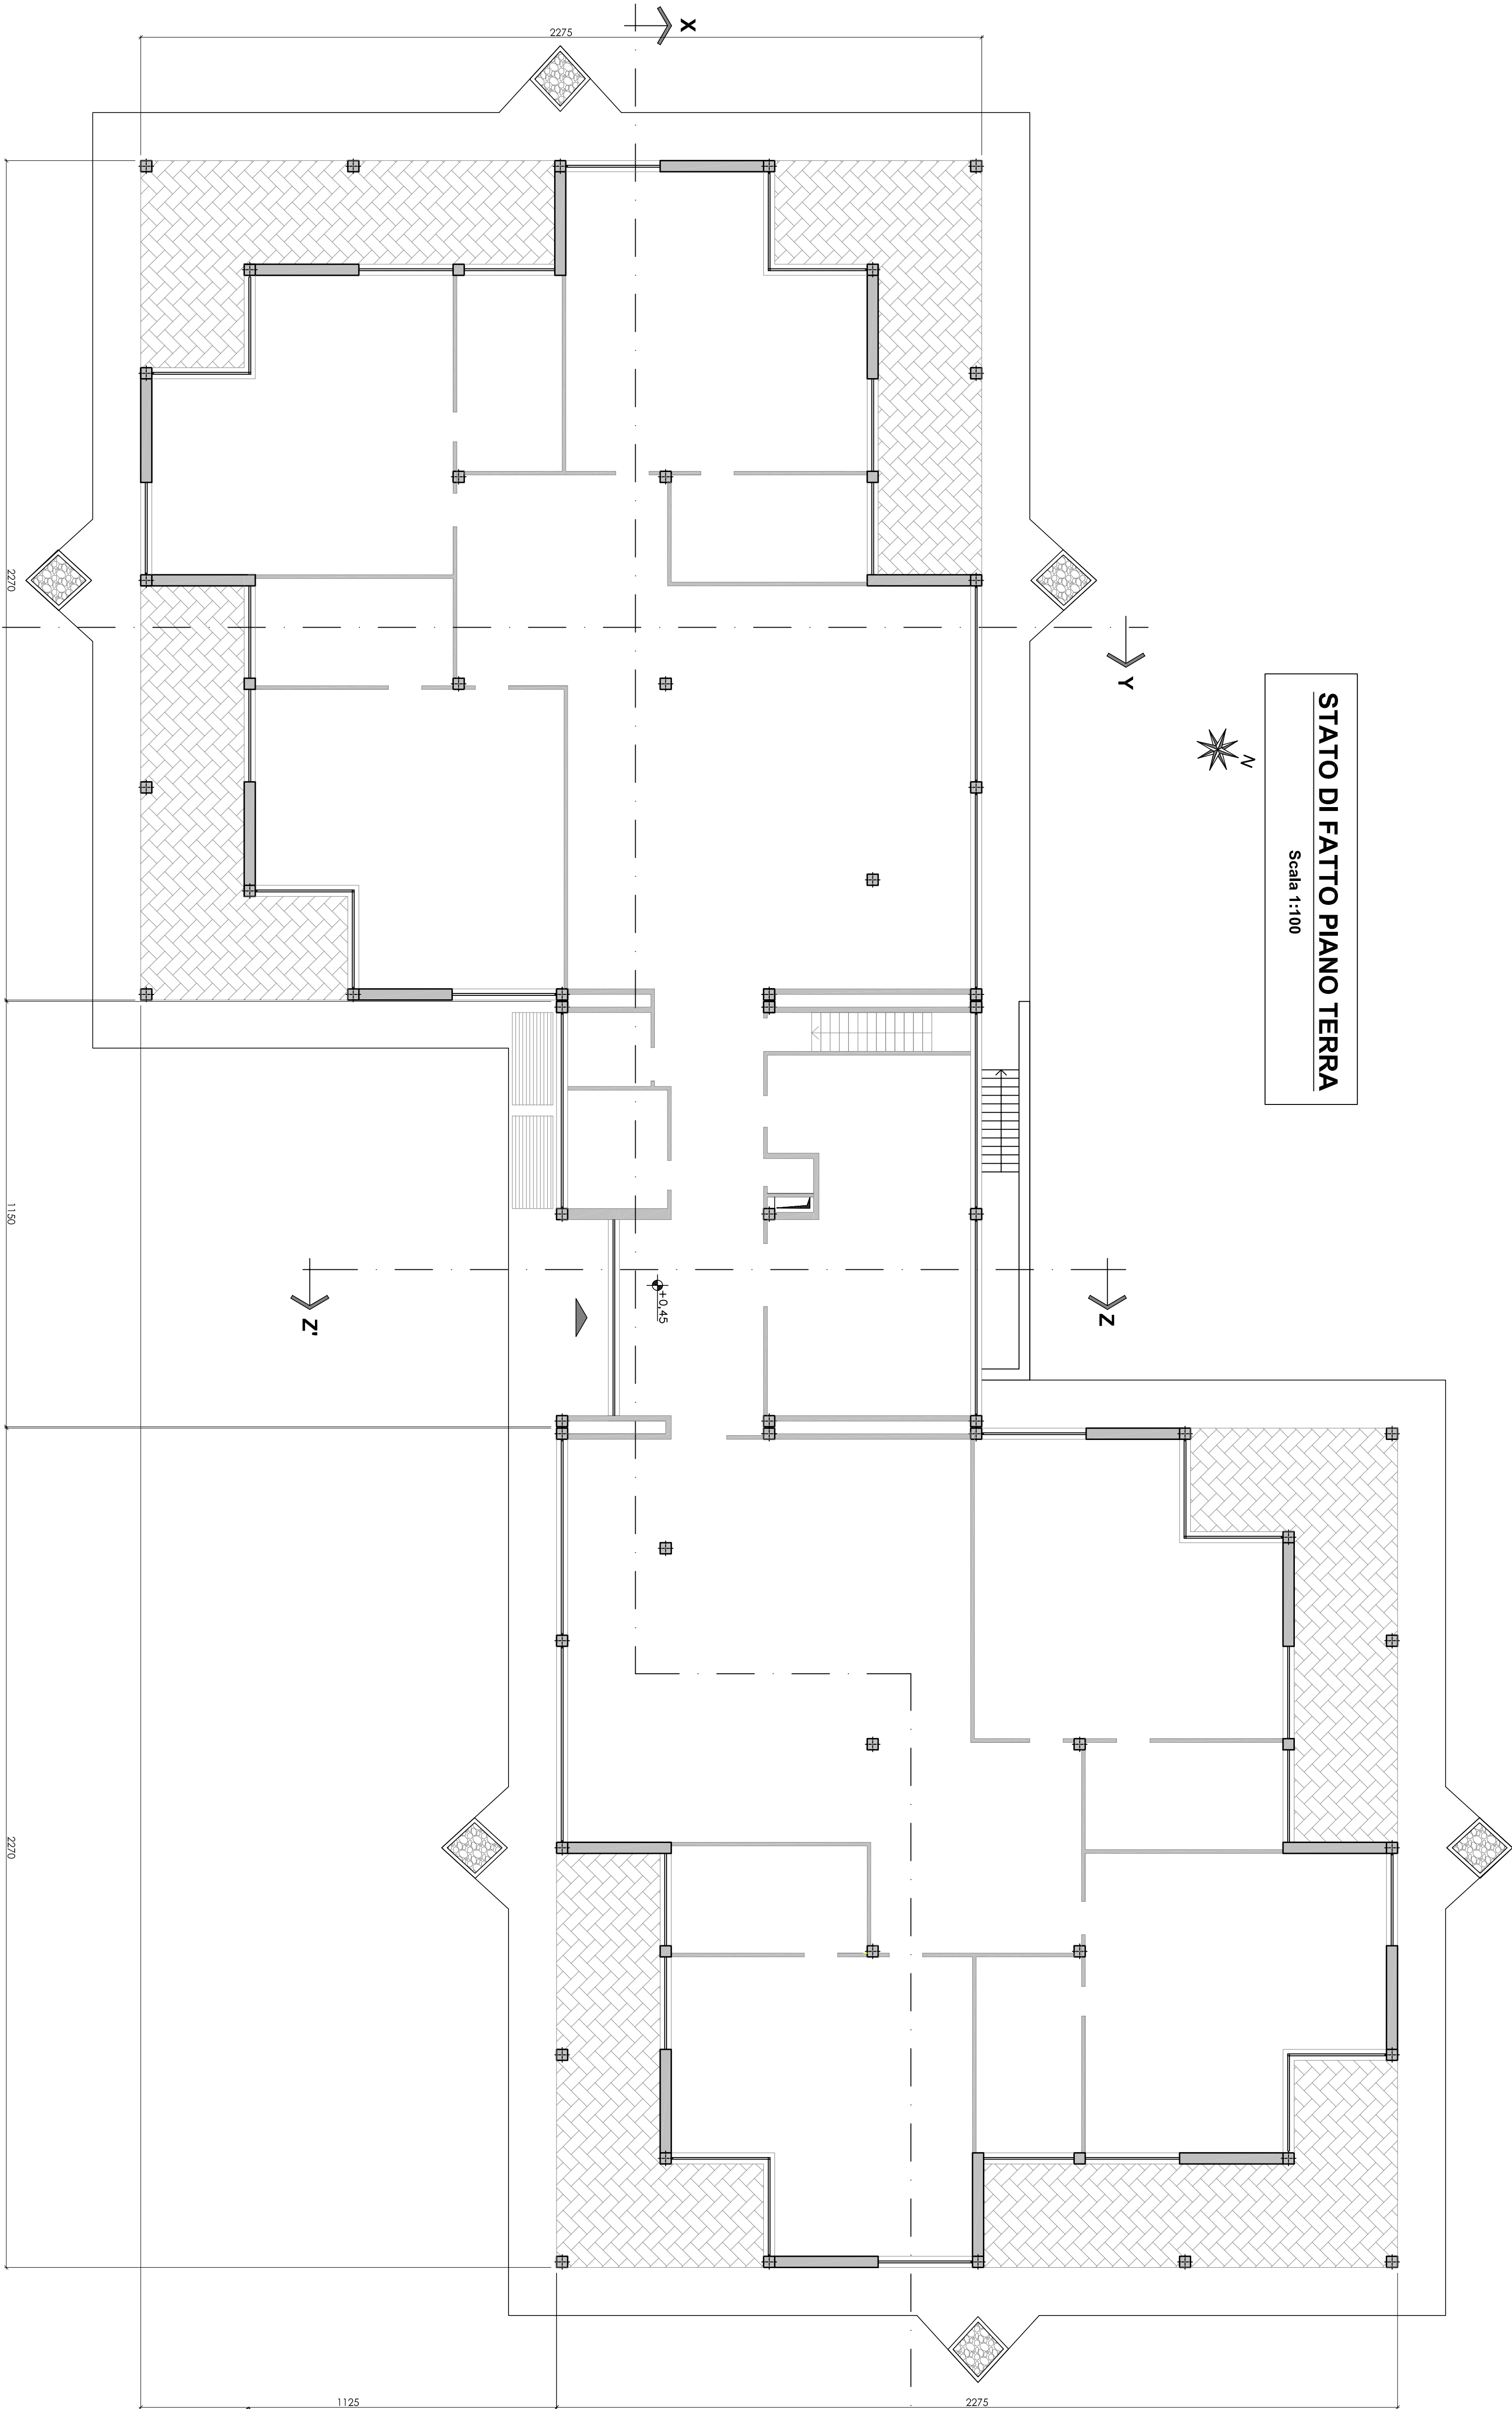 STATO DI FATTO PIANO TERRA
Scala 1:100
N
2275
X
Y
2270
1150
Z'
Z
+0,45
2270
1125
2275